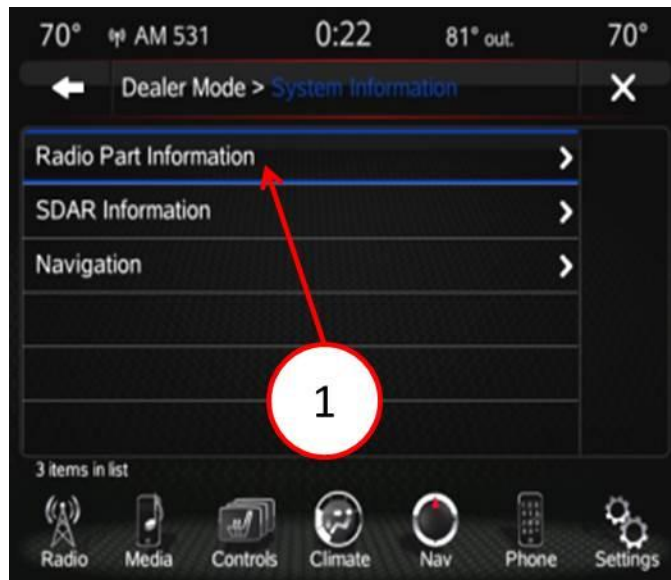 70° AM 531 0:22 81° out. 70°
Dealer Mode > System Information X
Radio Part Information >
SDAR Information >
Navigation >
1
3 items in list
Radio Media Controls Climate Nav Phone Settings